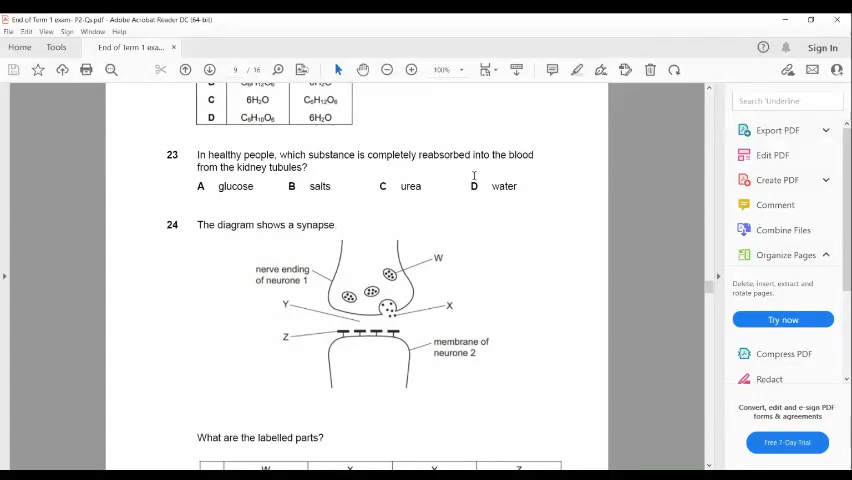 End of Term 1 exam- P2-Qs.pdf - Adobe Acrobat Reader DC (64-bit)
File Edit View Sign Window Help
Home Tools End of Term 1 exa... × Sign In
9 / 16 100%
C 6H2O C6H12O6
D C6H10O6 6H2O
23 In healthy people, which substance is completely reabsorbed into the blood
from the kidney tubules?
A glucose B salts C urea D water
24 The diagram shows a synapse.
W
nerve ending
of neurone 1
Y
X
Z
membrane of
neurone 2
What are the labelled parts?
Search 'Underline'
Export PDF
Edit PDF
Create PDF
Comment
Combine Files
Organize Pages
Delete, insert, extract and
rotate pages.
Try now
Compress PDF
Redact
Convert, edit and e-sign PDF
forms & agreements
Free 7-Day Trial